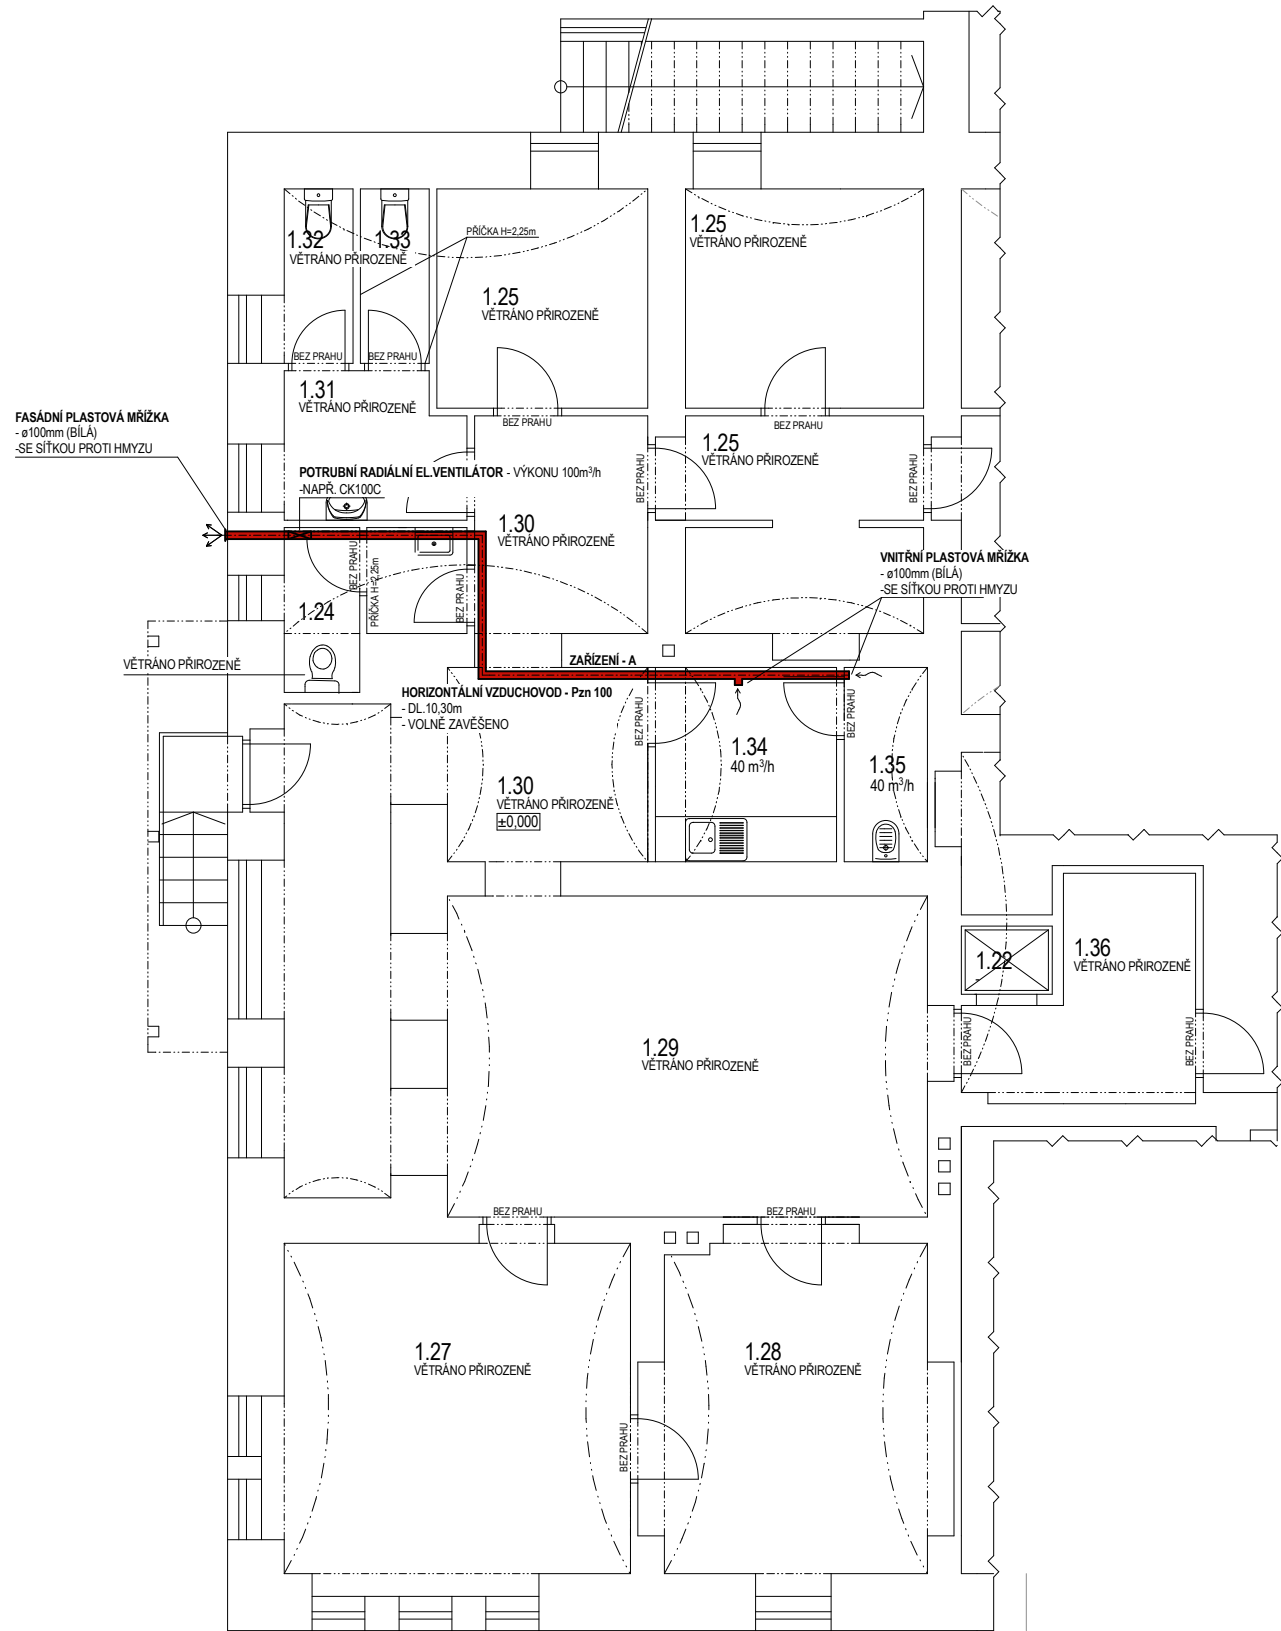 1.32
1.33
VĚTRÁNO PŘIROZENĚ
PŘÍČKA H=2,25m
1.25
VĚTRÁNO PŘIROZENĚ
1.25
VĚTRÁNO PŘIROZENĚ
BEZ PRAHU
BEZ PRAHU
1.31
VĚTRÁNO PŘIROZENĚ
BEZ PRAHU
BEZ PRAHU
FASÁDNÍ PLASTOVÁ MŘÍŽKA
- ø100mm (BÍLÁ)
-SE SÍŤKOU PROTI HMYZU
1.25
VĚTRÁNO PŘIROZENĚ
BEZ PRAHU
BEZ PRAHU
POTRUBNÍ RADIÁLNÍ EL.VENTILÁTOR - VÝKONU 100m³/h
-NAPŘ. CK100C
1.30
VĚTRÁNO PŘIROZENĚ
VNITŘNÍ PLASTOVÁ MŘÍŽKA
- ø100mm (BÍLÁ)
-SE SÍŤKOU PROTI HMYZU
BEZ PRAHU
PŘÍČKA H=2,25m
BEZ PRAHU
1.24
VĚTRÁNO PŘIROZENĚ
ZAŘÍZENÍ - A
HORIZONTÁLNÍ VZDUCHOVOD - Pzn 100
- DL.10,30m
- VOLNĚ ZAVĚŠENO
BEZ PRAHU
BEZ PRAHU
1.34
40 m³/h
1.35
40 m³/h
1.30
VĚTRÁNO PŘIROZENĚ
±0,000
1.22
-
1.36
VĚTRÁNO PŘIROZENĚ
BEZ PRAHU
BEZ PRAHU
1.29
VĚTRÁNO PŘIROZENĚ
BEZ PRAHU
BEZ PRAHU
1.27
VĚTRÁNO PŘIROZENĚ
1.28
VĚTRÁNO PŘIROZENĚ
BEZ PRAHU